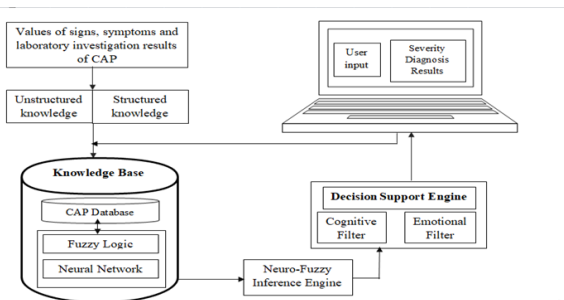 Values of signs, symptoms and
laboratory investigation results
of CAP
Unstructured
knowledge
Structured
knowledge
User
input
Severity
Diagnosis
Results
Knowledge Base
CAP Database
Fuzzy Logic
Neural Network
Neuro-Fuzzy
Inference Engine
Decision Support Engine
Cognitive
Filter
Emotional
Filter